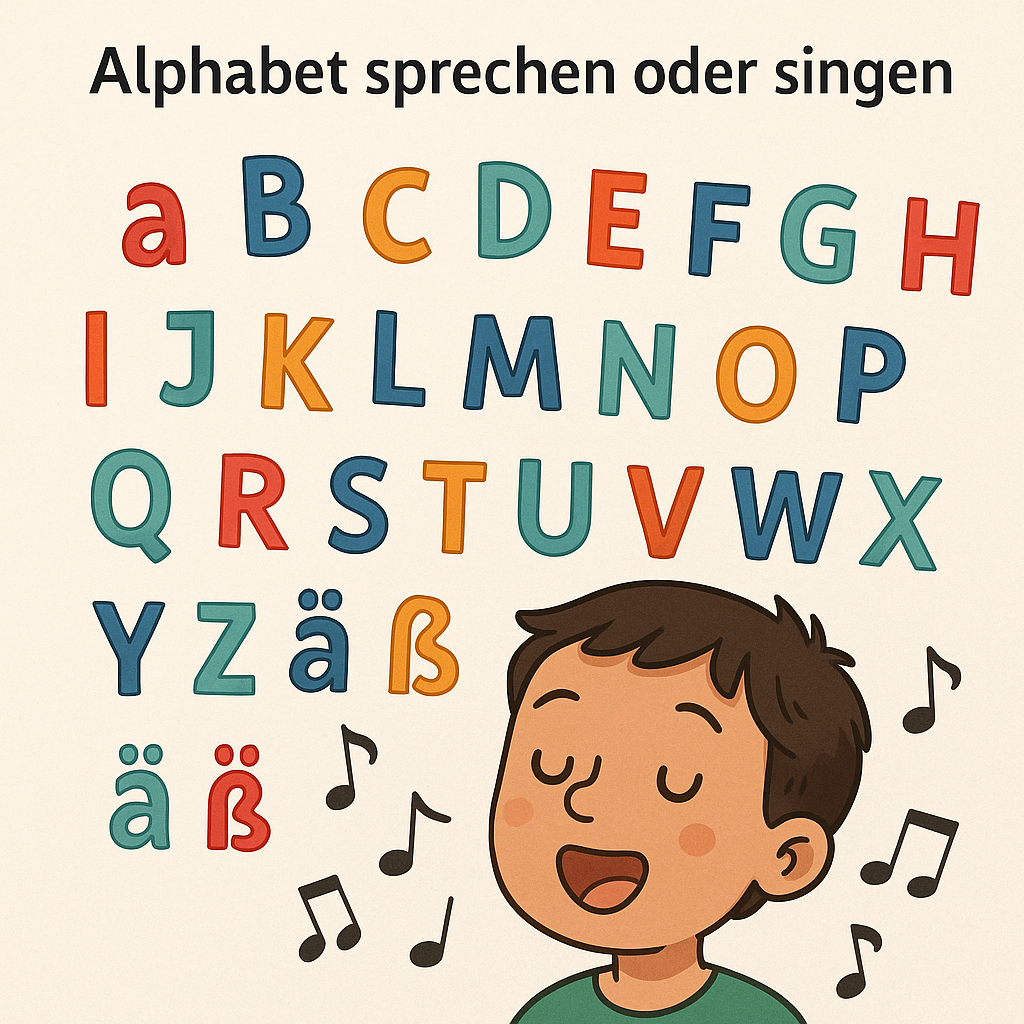 Alphabet sprechen oder singen
a B C D E F G H
I J K L M N O P
Q R S T U V W X
Y Z ä ß
ä ß̈